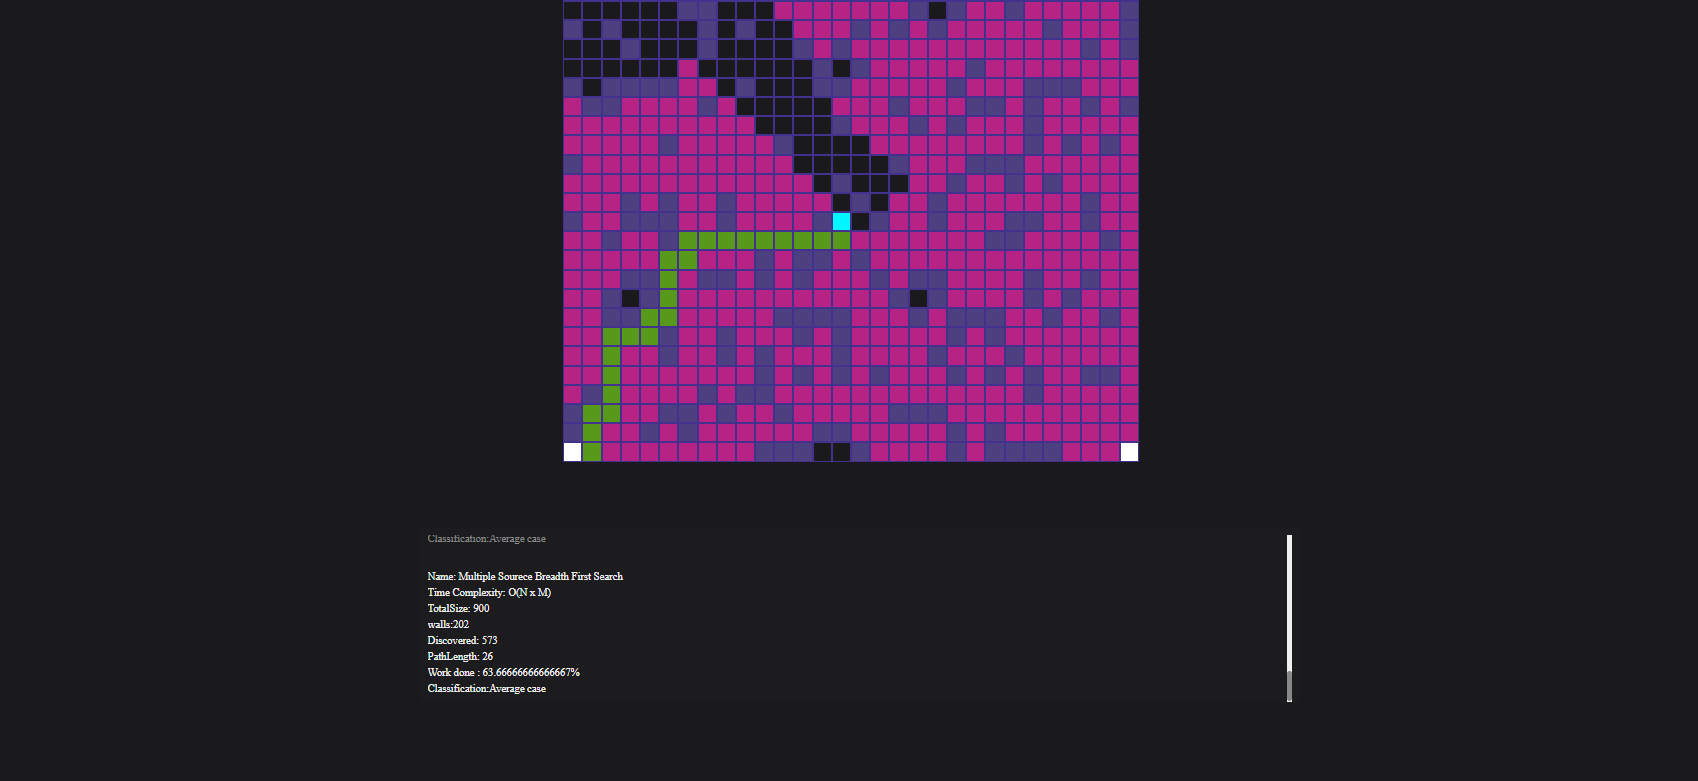 Classification:Average case
Name: Multiple Sourece Breadth First Search
Time Complexity: O(N x M)
TotalSize: 900
walls:202
Discovered: 573
PathLength: 26
Work done : 63.66666666666667%
Classification:Average case